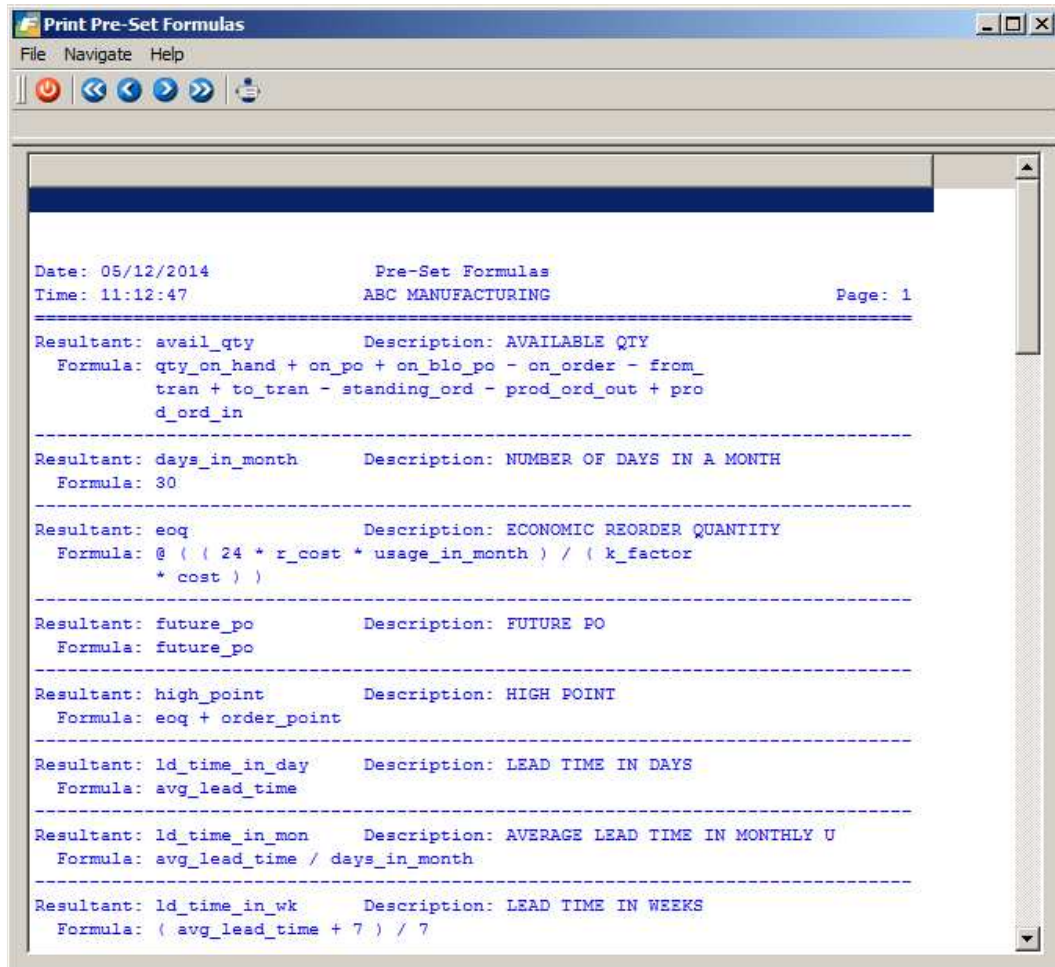 Print Pre-Set Formulas
File Navigate Help
Date: 05/12/2014 Pre-Set Formulas
Time: 11:12:47 ABC MANUFACTURING Page: 1
================================================================================
Resultant: avail_qty Description: AVAILABLE QTY
Formula: qty_on_hand + on_po + on_blo_po - on_order - from_
tran + to_tran - standing_ord - prod_ord_out + pro
d_ord_in
--------------------------------------------------------------------------------
Resultant: days_in_month Description: NUMBER OF DAYS IN A MONTH
Formula: 30
--------------------------------------------------------------------------------
Resultant: eoq Description: ECONOMIC REORDER QUANTITY
Formula: @ ( ( 24 * r_cost * usage_in_month ) / ( k_factor
* cost ) )
--------------------------------------------------------------------------------
Resultant: future_po Description: FUTURE PO
Formula: future_po
--------------------------------------------------------------------------------
Resultant: high_point Description: HIGH POINT
Formula: eoq + order_point
--------------------------------------------------------------------------------
Resultant: ld_time_in_day Description: LEAD TIME IN DAYS
Formula: avg_lead_time
--------------------------------------------------------------------------------
Resultant: ld_time_in_mon Description: AVERAGE LEAD TIME IN MONTHLY U
Formula: avg_lead_time / days_in_month
--------------------------------------------------------------------------------
Resultant: ld_time_in_wk Description: LEAD TIME IN WEEKS
Formula: ( avg_lead_time + 7 ) / 7